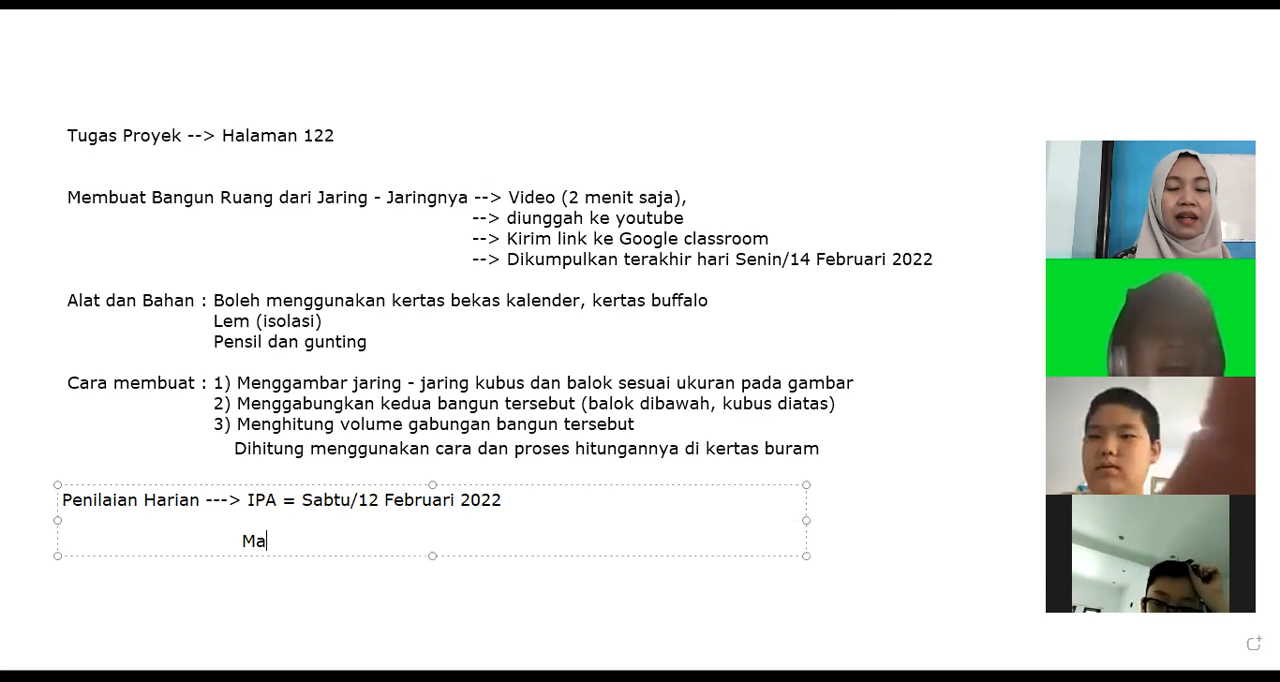 Tugas Proyek --> Halaman 122
Membuat Bangun Ruang dari Jaring - Jaringnya --> Video (2 menit saja),
--> diunggah ke youtube
--> Kirim link ke Google classroom
--> Dikumpulkan terakhir hari Senin/14 Februari 2022
Alat dan Bahan : Boleh menggunakan kertas bekas kalender, kertas buffalo
Lem (isolasi)
Pensil dan gunting
Cara membuat : 1) Menggambar jaring - jaring kubus dan balok sesuai ukuran pada gambar
2) Menggabungkan kedua bangun tersebut (balok dibawah, kubus diatas)
3) Menghitung volume gabungan bangun tersebut
Dihitung menggunakan cara dan proses hitungannya di kertas buram
Penilaian Harian ---> IPA = Sabtu/12 Februari 2022
Ma